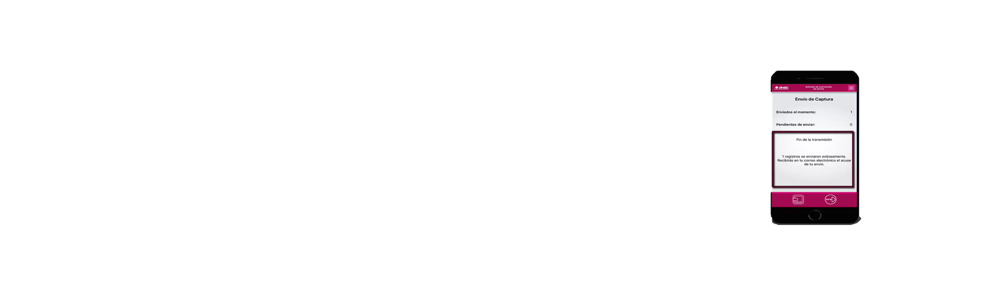 INE
SISTEMA DE CAPTACIÓN
DE DATOS
Envío de Captura
Enviados al momento: 1
Pendientes de enviar: 0
Fin de la transmisión
1 registros se enviaron exitosamente.
Recibirás en tu correo electrónico el acuse
de tu envío.